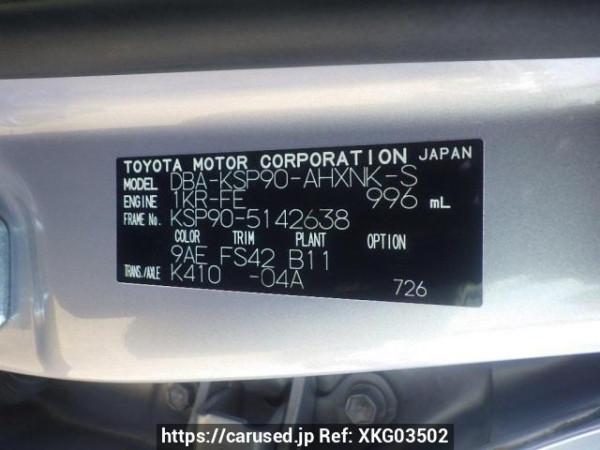 TOYOTA MOTOR CORPORATION JAPAN
MODEL DBA-KSP90-AHXNK-S
ENGINE 1KR-FE 996 mL
FRAME No. KSP90-5142638
COLOR TRIM PLANT OPTION
9AE FS42 B11
TRANS./AXLE K410 -04A
726
https://carused.jp Ref: XKG03502